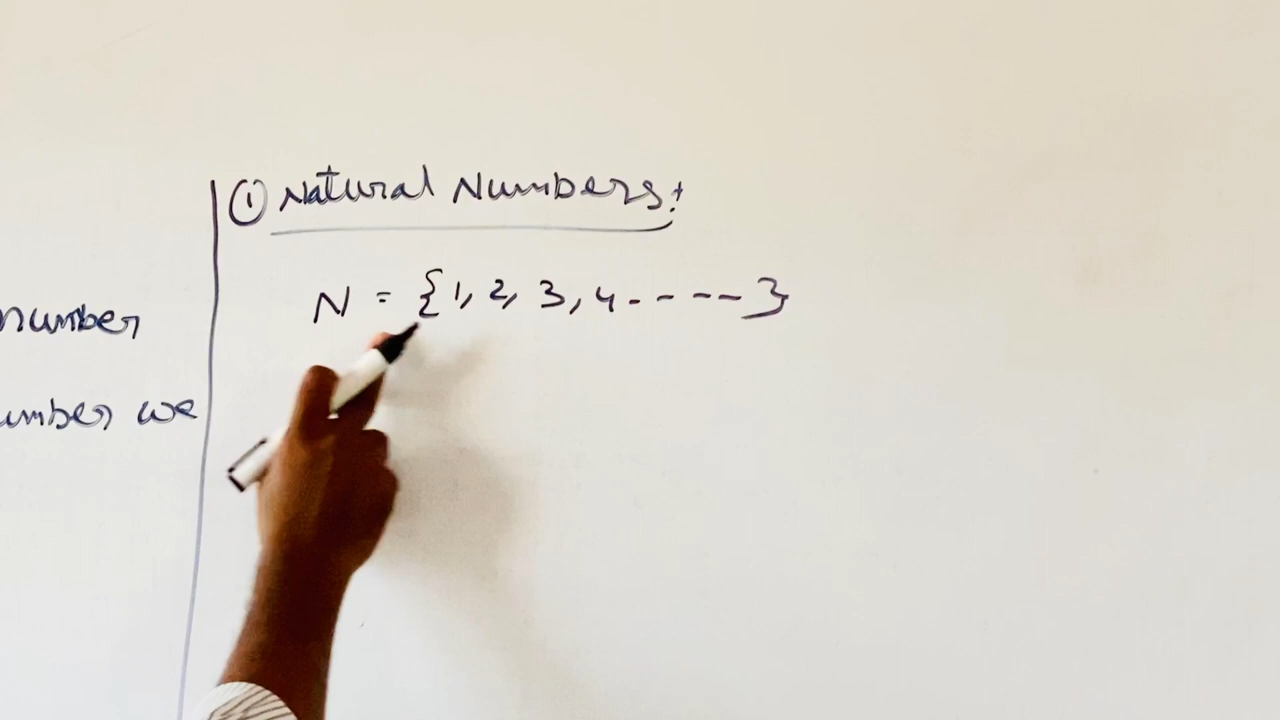 ① Natural Numbers:
N = {1, 2, 3, 4 - - - - - }
number
umber we